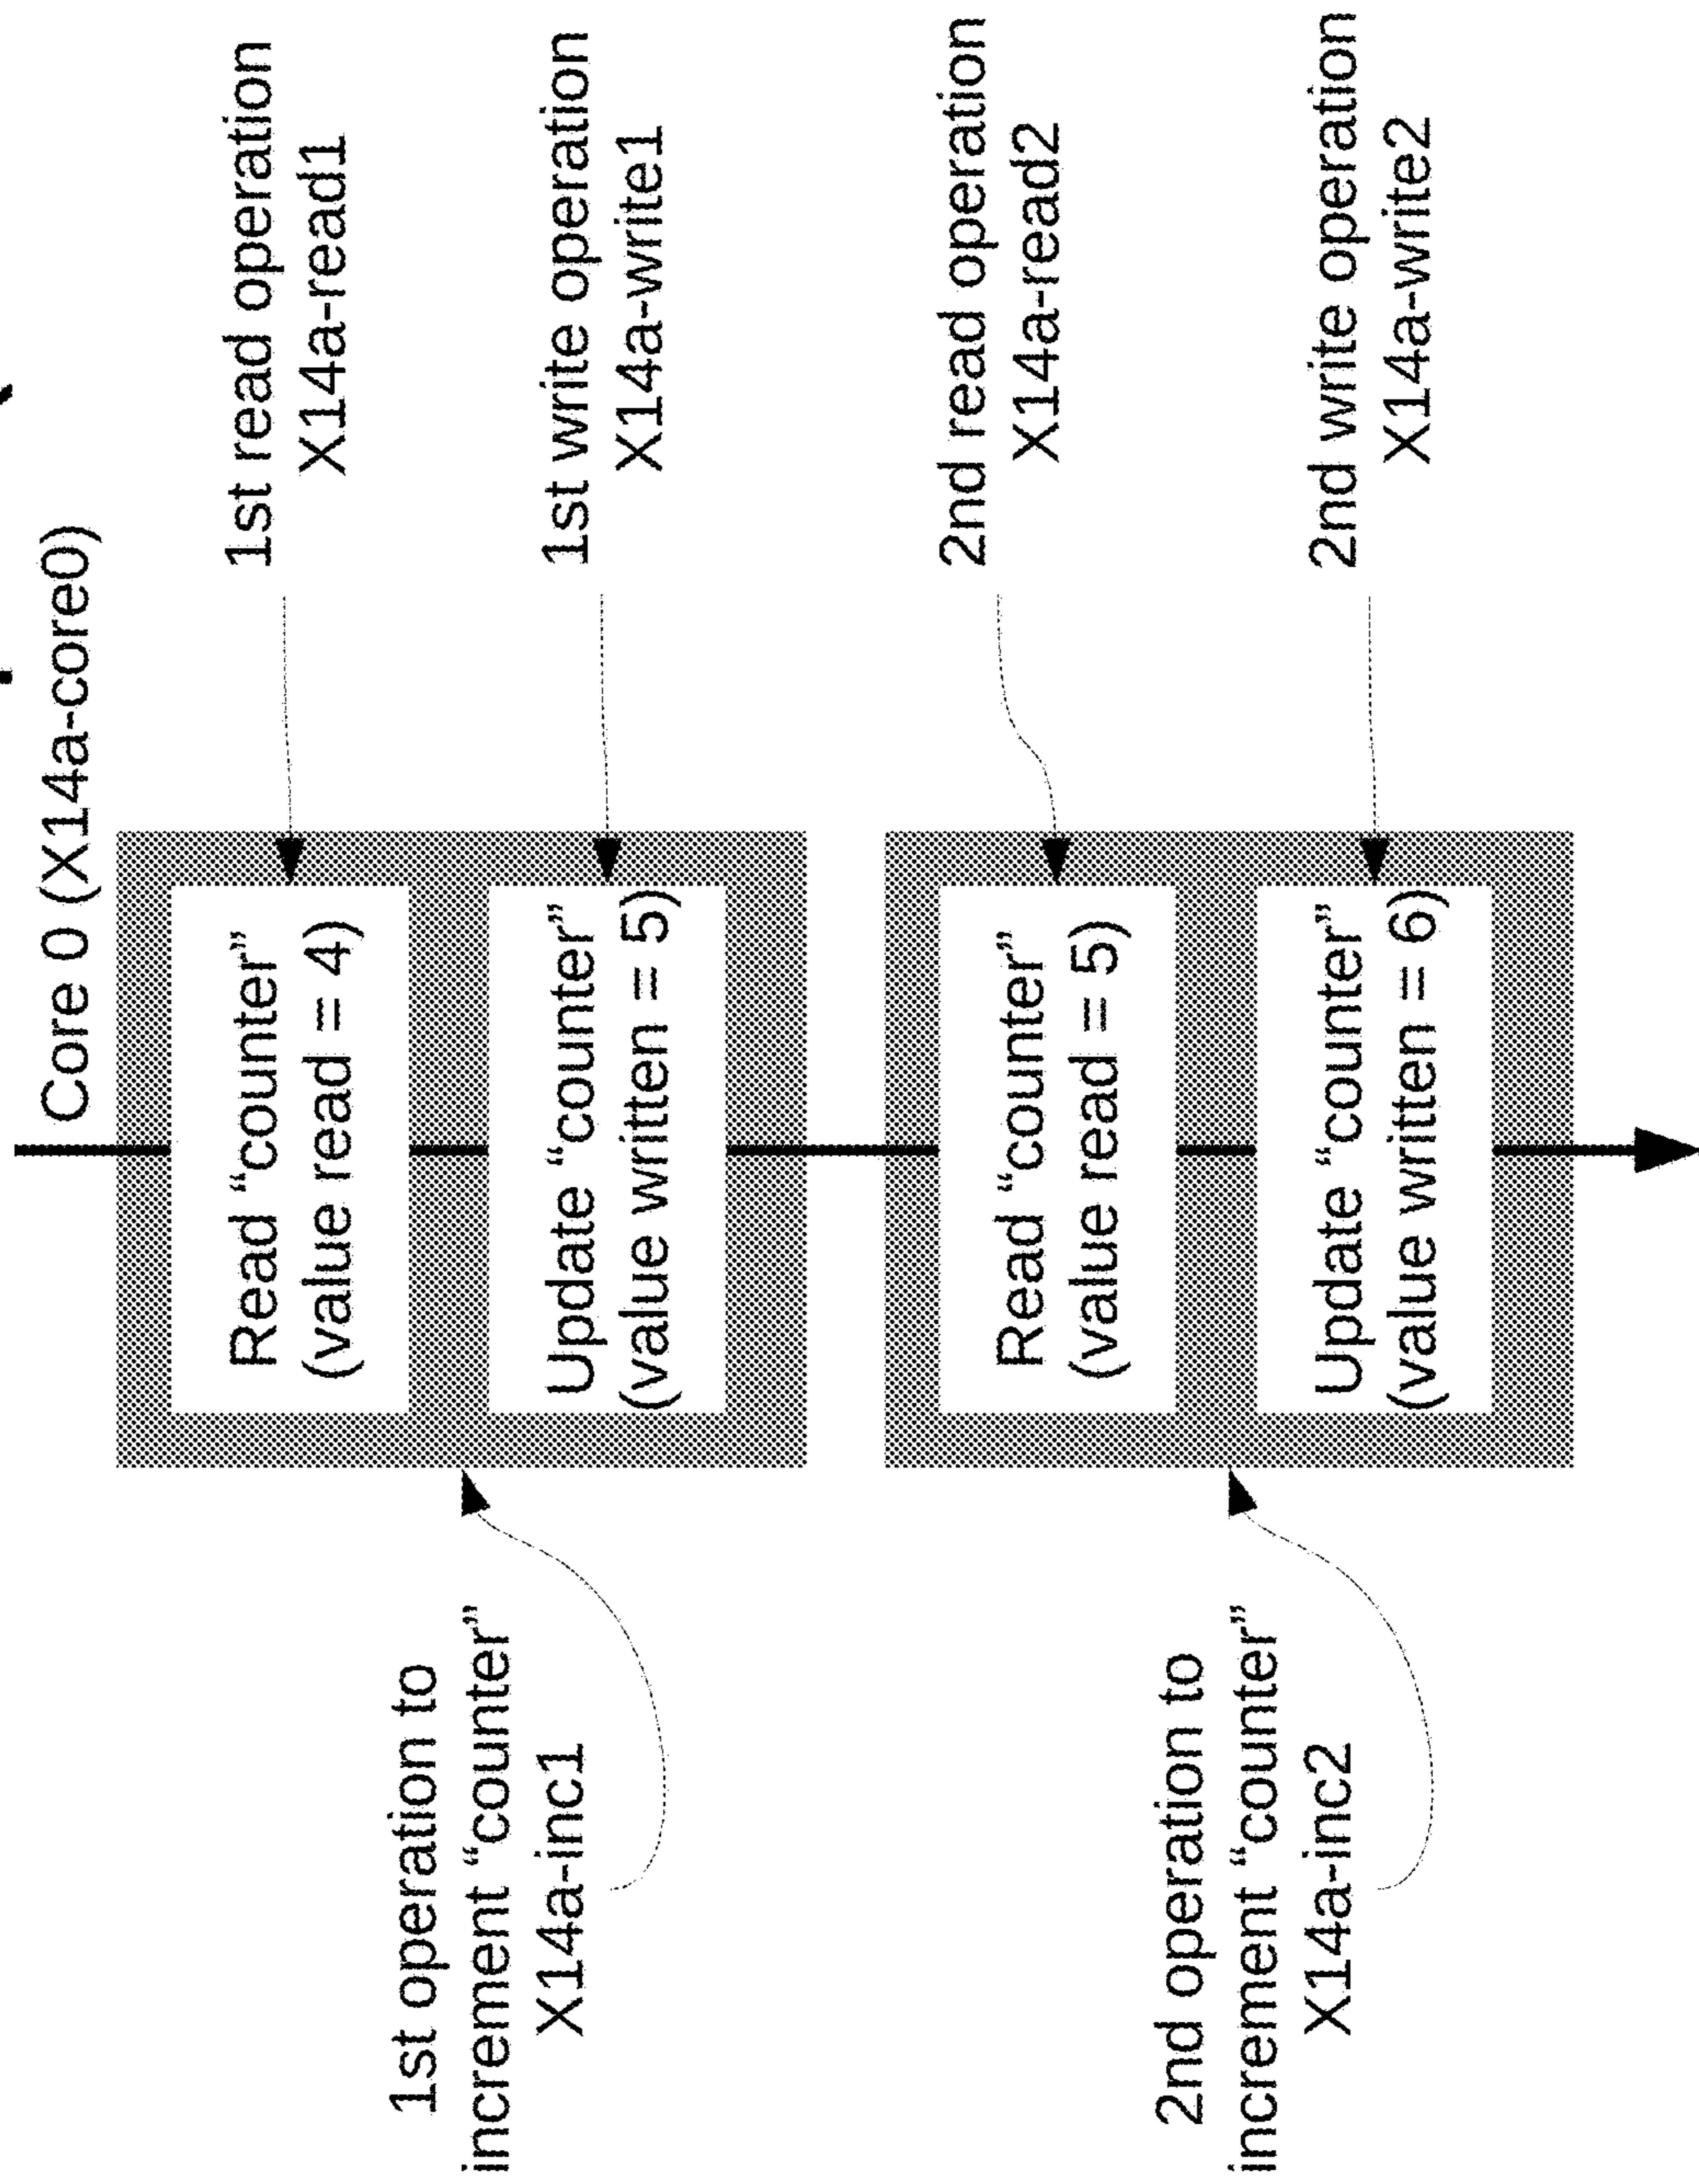 Core 0 (X14a-core0)
1st operation to
increment “counter”
X14a-inc1
Read “counter”
(value read = 4)
1st read operation
X14a-read1
Update “counter”
(value written = 5)
1st write operation
X14a-write1
2nd operation to
increment “counter”
X14a-inc2
Read “counter”
(value read = 5)
2nd read operation
X14a-read2
Update “counter”
(value written = 6)
2nd write operation
X14a-write2